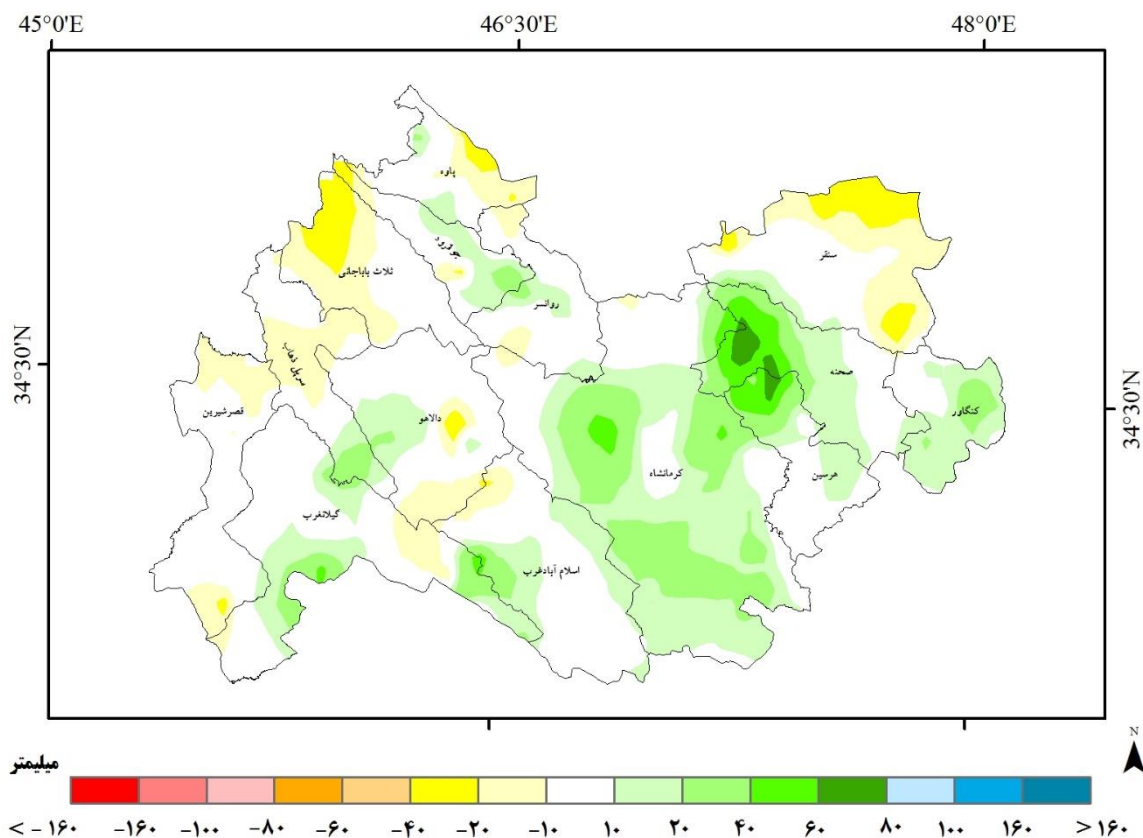 45°0'E 46°30'E 48°0'E
پاوه
جوانرود
سنقر
ثلاث باباجانی
روانسر
34°30'N
سرپل ذهاب
صحنه
قصرشیرین
دالاهو
کنگاور
34°30'N
کرمانشاه
هرسین
گیلانغرب
اسلام آبادغرب
N
میلیمتر
< -۱۶۰ -۱۶۰ -۱۰۰ -۸۰ -۶۰ -۴۰ -۲۰ -۱۰ ۱۰ ۲۰ ۴۰ ۶۰ ۸۰ ۱۰۰ ۱۶۰ >۱۶۰